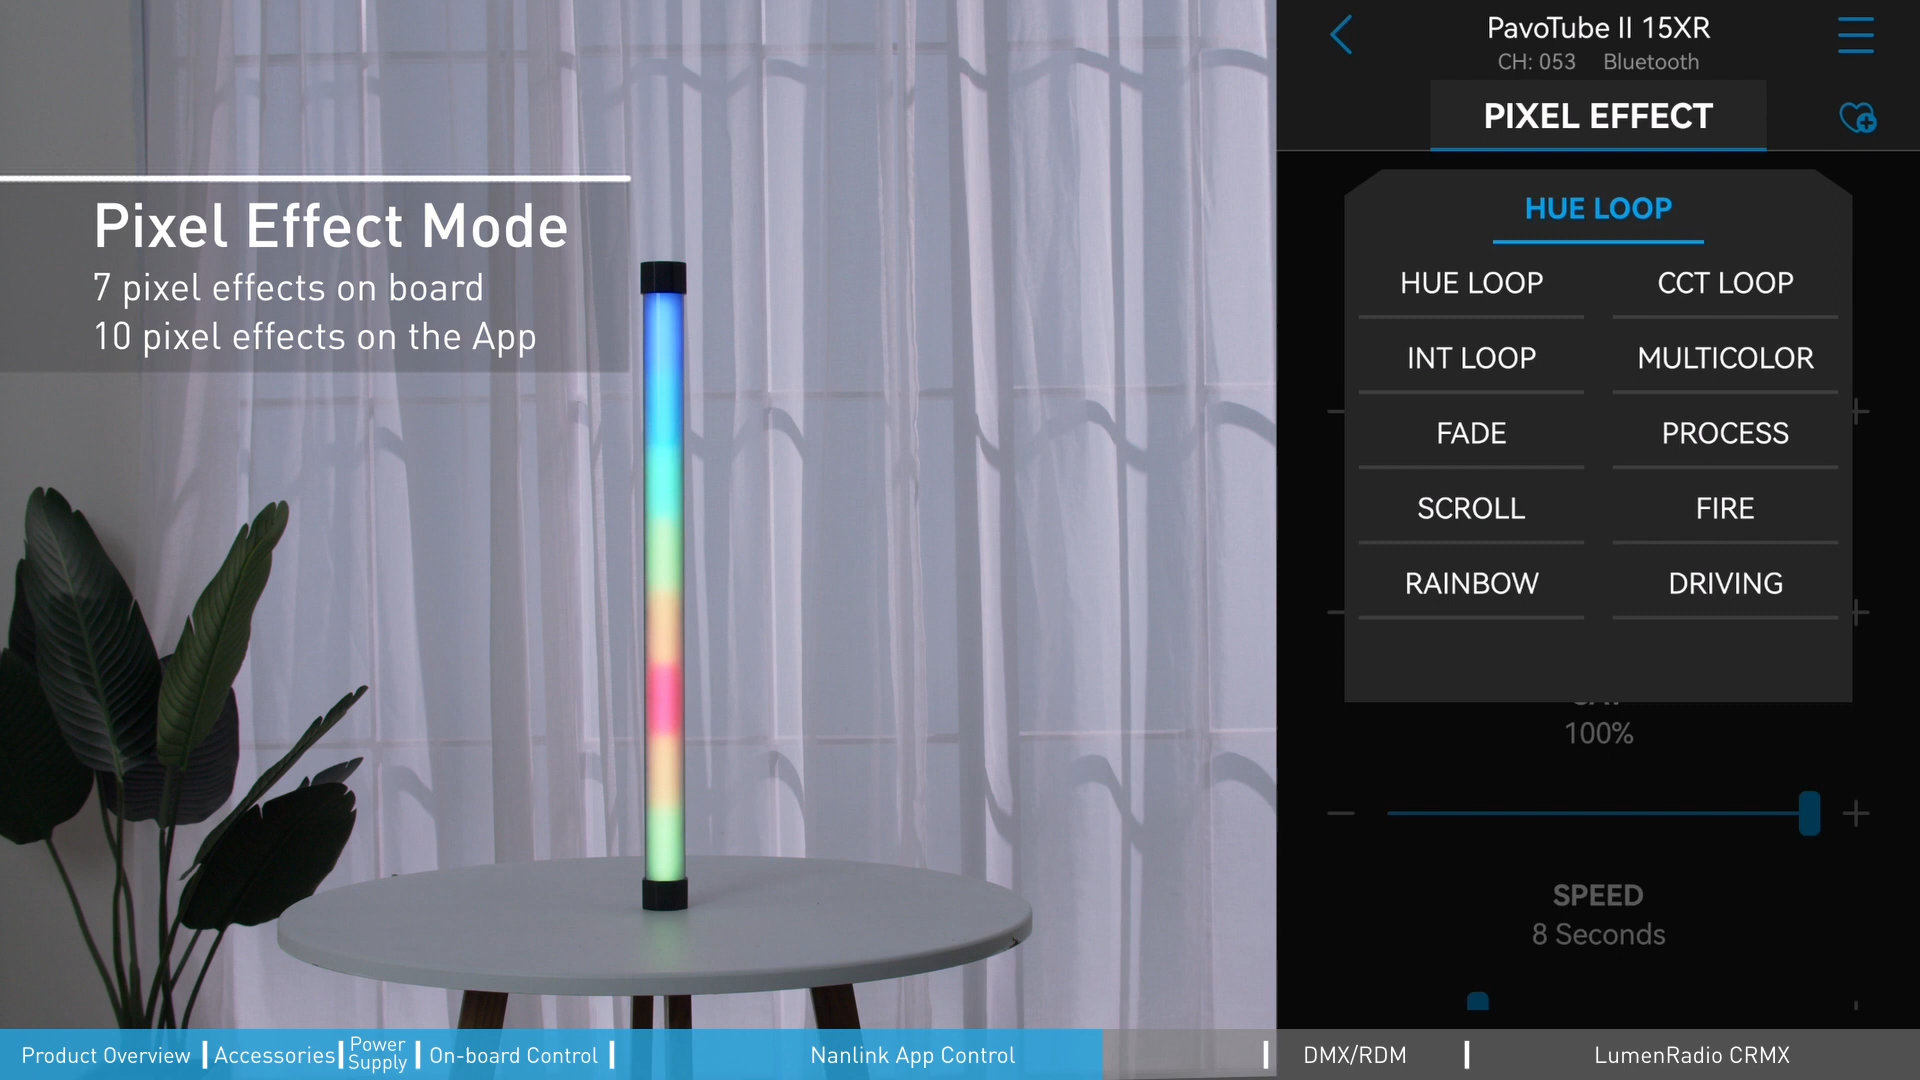 Pixel Effect Mode
7 pixel effects on board
10 pixel effects on the App
PavoTube II 15XR
CH: 053 Bluetooth
PIXEL EFFECT
HUE LOOP
HUE LOOP CCT LOOP
INT LOOP MULTICOLOR
FADE PROCESS
SCROLL FIRE
RAINBOW DRIVING
100%
SPEED
8 Seconds
Product Overview
Accessories
Power
Supply
On-board Control
Nanlink App Control
DMX/RDM
LumenRadio CRMX